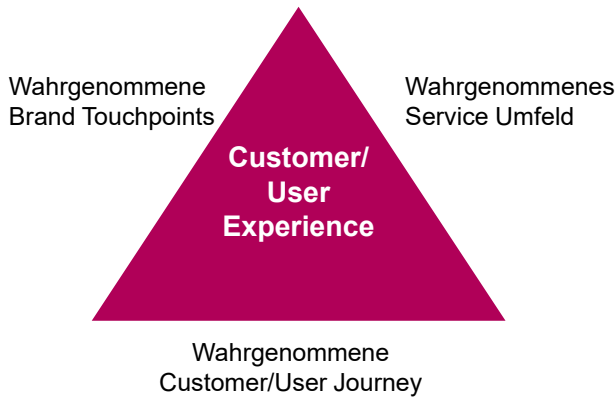 Wahrgenommene
Brand Touchpoints
Wahrgenommenes
Service Umfeld
Customer/
User
Experience
Wahrgenommene
Customer/User Journey